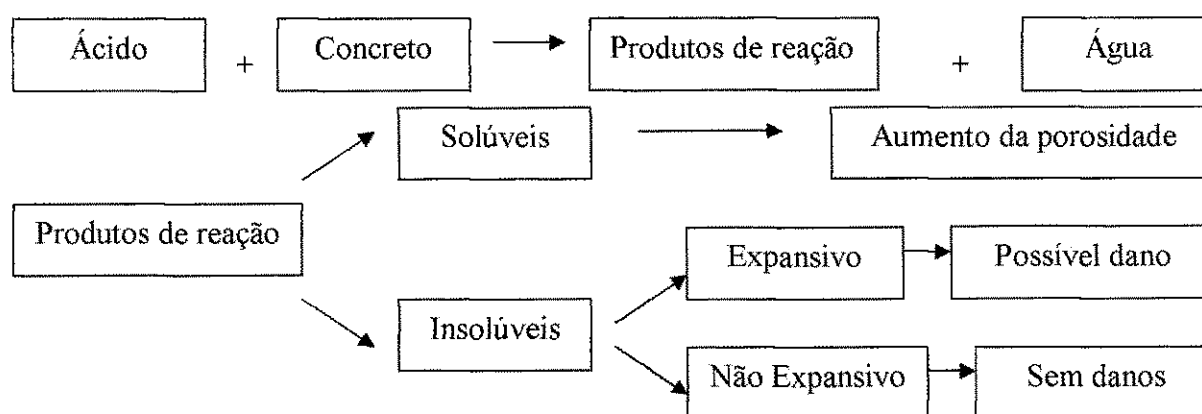 Ácido + Concreto Produtos de reação + Água
Solúveis Aumento da porosidade
Produtos de reação
Expansivo Possível dano
Insolúveis
Não Expansivo Sem danos